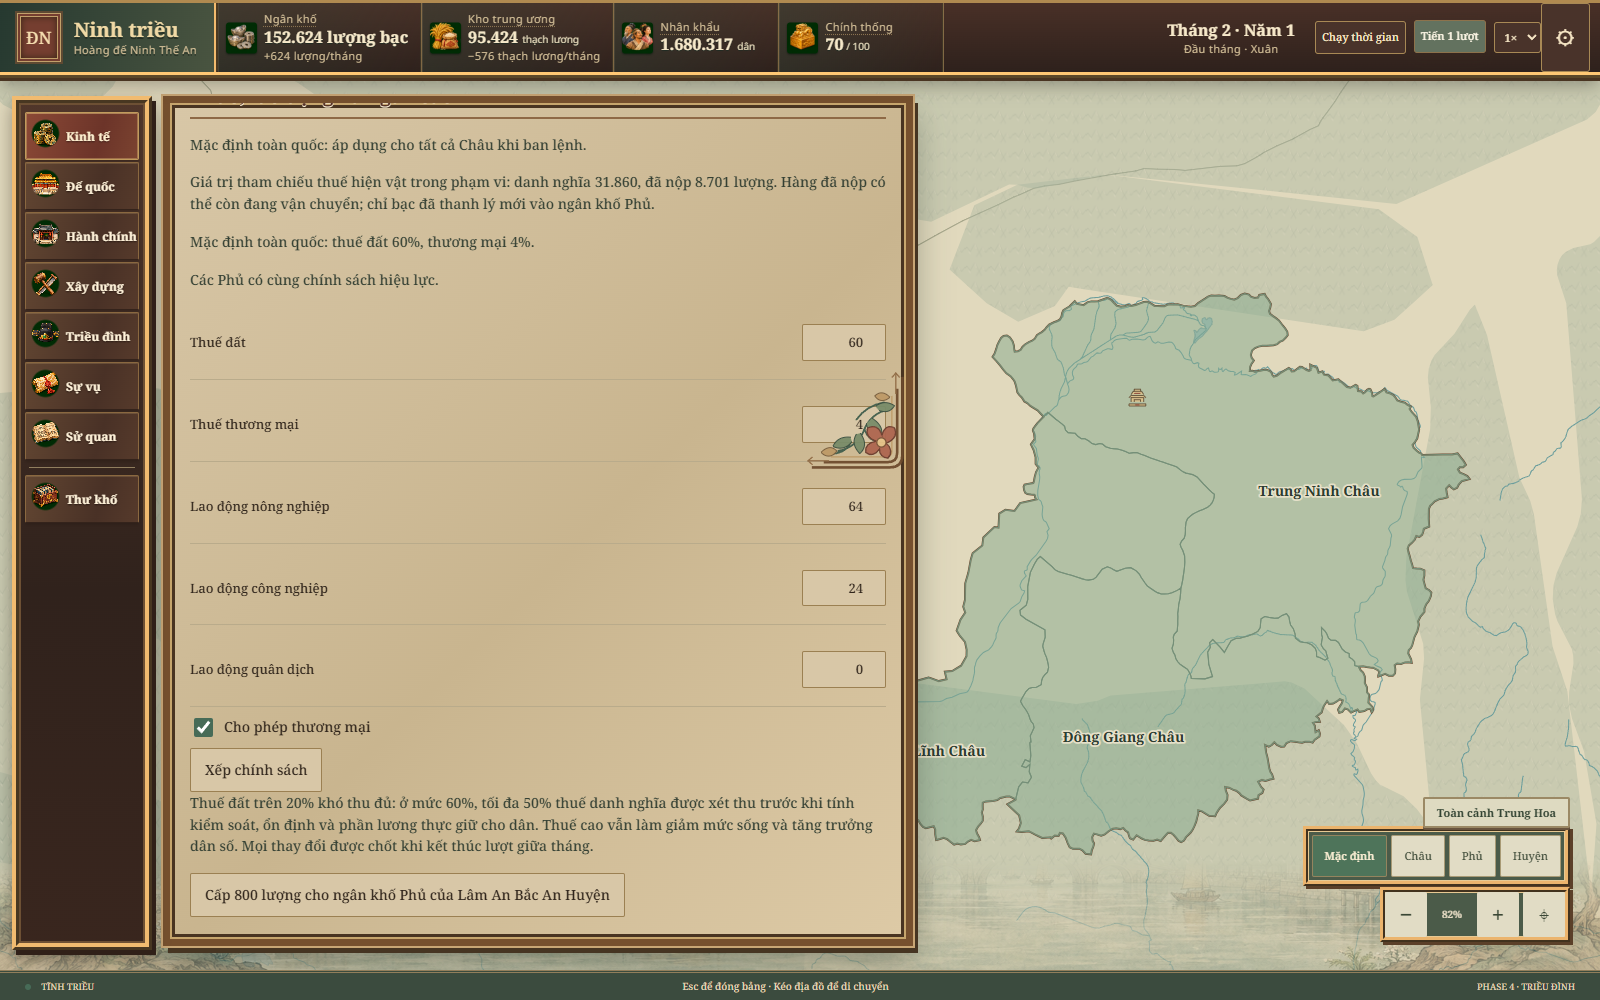 ĐN
Ninh triều
Hoàng đế Ninh Thế An
Ngân khố
152.624 lượng bạc
+624 lượng/tháng
Kho trung ương
95.424 thạch lương
−576 thạch lương/tháng
Nhân khẩu
1.680.317 dân
Chính thống
70 / 100
Tháng 2 · Năm 1
Đầu tháng · Xuân
Chạy thời gian
Tiến 1 lượt
1×
Kinh tế
Đế quốc
Hành chính
Xây dựng
Triều đình
Sự vụ
Sử quan
Thư khố
Mặc định toàn quốc: áp dụng cho tất cả Châu khi ban lệnh.
Giá trị tham chiếu thuế hiện vật trong phạm vi: danh nghĩa 31.860, đã nộp 8.701 lượng. Hàng đã nộp có
thể còn đang vận chuyển; chỉ bạc đã thanh lý mới vào ngân khố Phủ.
Mặc định toàn quốc: thuế đất 60%, thương mại 4%.
Các Phủ có cùng chính sách hiệu lực.
Thuế đất
60
Thuế thương mại
4
Lao động nông nghiệp
64
Lao động công nghiệp
24
Lao động quân dịch
0
Cho phép thương mại
Xếp chính sách
Thuế đất trên 20% khó thu đủ: ở mức 60%, tối đa 50% thuế danh nghĩa được xét thu trước khi tính
kiểm soát, ổn định và phần lương thực giữ cho dân. Thuế cao vẫn làm giảm mức sống và tăng trưởng
dân số. Mọi thay đổi được chốt khi kết thúc lượt giữa tháng.
Cấp 800 lượng cho ngân khố Phủ của Lâm An Bắc An Huyện
Trung Ninh Châu
Đông Giang Châu
Lĩnh Châu
Toàn cảnh Trung Hoa
Mặc định
Châu
Phủ
Huyện
−
82%
+
TĨNH TRIỀU
Esc để đóng bảng · Kéo địa đồ để di chuyển
PHASE 4 · TRIỀU ĐÌNH